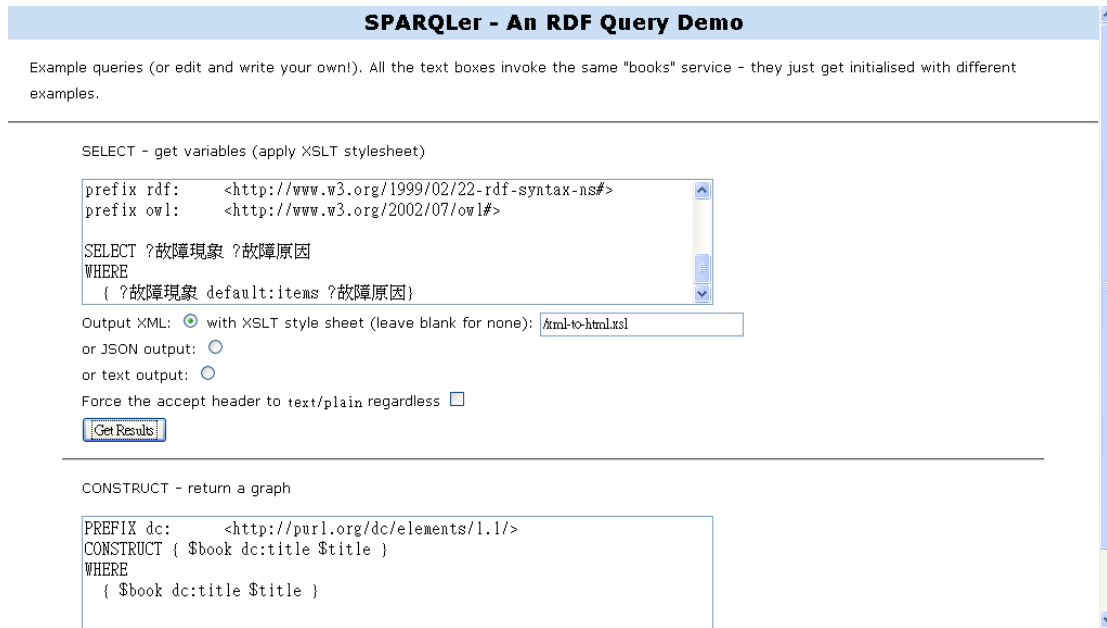 SPARQLer - An RDF Query Demo
Example queries (or edit and write your own!). All the text boxes invoke the same "books" service - they just get initialised with different
examples.
SELECT - get variables (apply XSLT stylesheet)
prefix rdf: <http://www.w3.org/1999/02/22-rdf-syntax-ns#>
prefix owl: <http://www.w3.org/2002/07/owl#>
SELECT ?故障現象 ?故障原因
WHERE
{ ?故障現象 default:items ?故障原因}
Output XML: with XSLT style sheet (leave blank for none): /xml-to-html.xsl
or JSON output:
or text output:
Force the accept header to text/plain regardless
Get Results
CONSTRUCT - return a graph
PREFIX dc: <http://purl.org/dc/elements/1.1/>
CONSTRUCT { $book dc:title $title }
WHERE
{ $book dc:title $title }